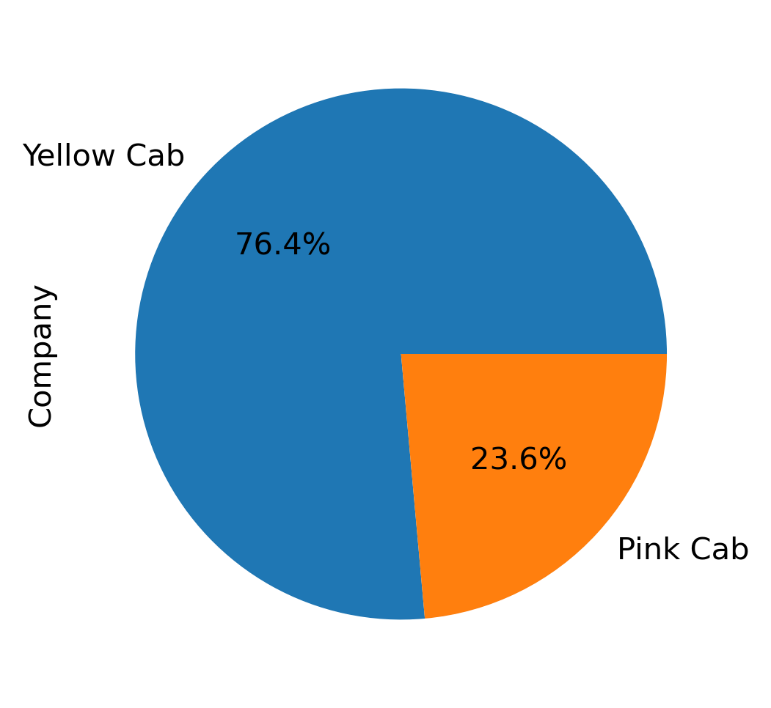 Yellow Cab
76.4%
Company
23.6%
Pink Cab